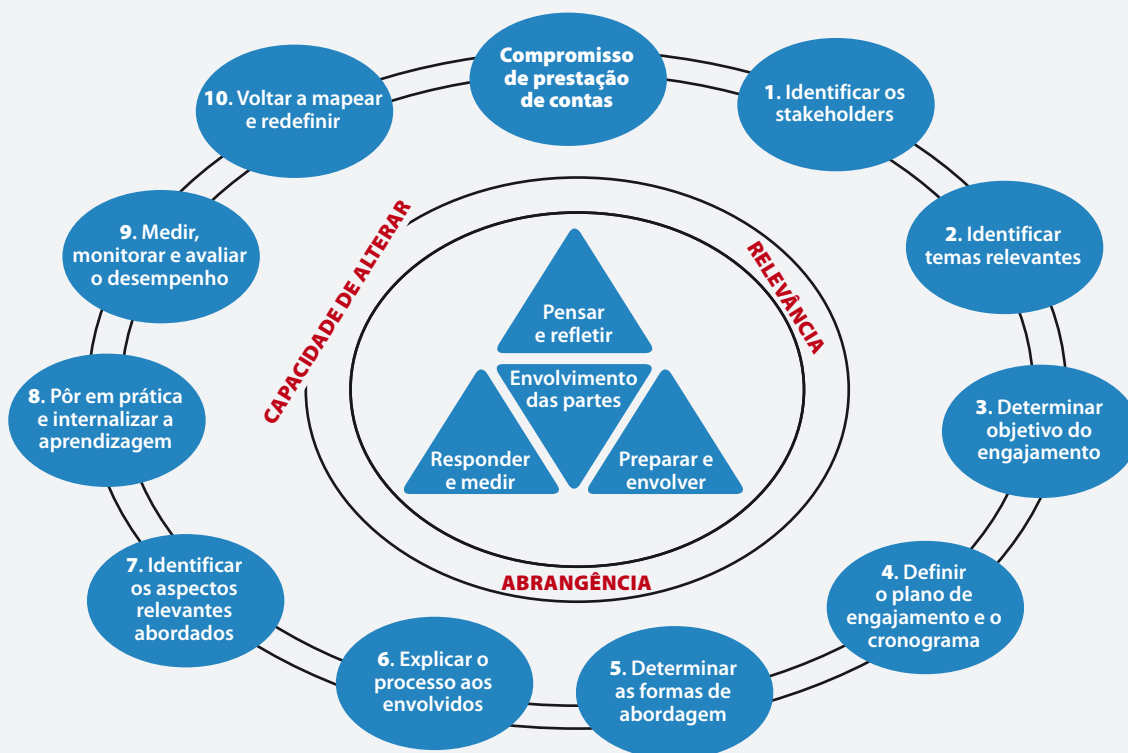 Compromisso
de prestação
de contas
1. Identificar os
stakeholders
2. Identificar
temas relevantes
3. Determinar
objetivo do
engajamento
4. Definir
o plano de
engajamento e o
cronograma
5. Determinar
as formas de
abordagem
6. Explicar o
processo aos
envolvidos
7. Identificar
os aspectos
relevantes
abordados
8. Pôr em prática
e internalizar a
aprendizagem
9. Medir,
monitorar e avaliar
o desempenho
10. Voltar a mapear
e redefinir
CAPACIDADE DE ALTERAR
RELEVÂNCIA
ABRANGÊNCIA
Pensar
e refletir
Envolvimento
das partes
Responder
e medir
Preparar e
envolver